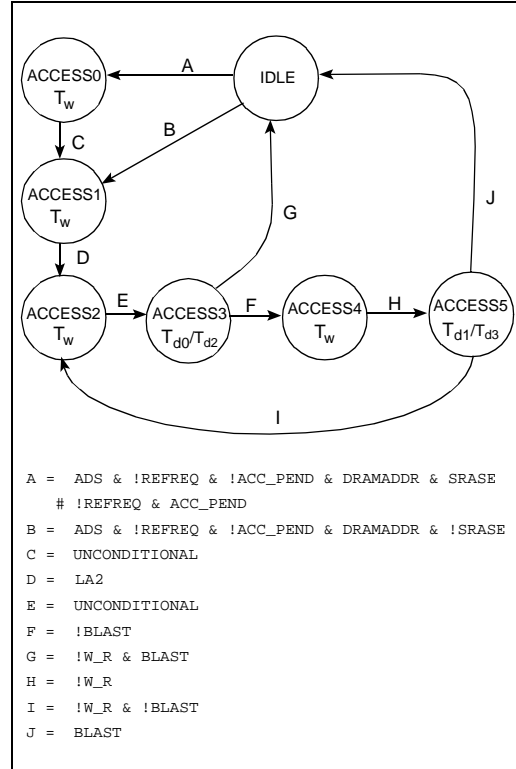 A
ACCESS0
Tw
IDLE
B
C
ACCESS1
Tw
J
G
D
ACCESS2
Tw
E
ACCESS3
Td0/Td2
F
ACCESS4
Tw
H
ACCESS5
Td1/Td3
I
A = ADS & !REFREQ & !ACC_PEND & DRAMADDR & SRASE
# !REFREQ & ACC_PEND
B = ADS & !REFREQ & !ACC_PEND & DRAMADDR & !SRASE
C = UNCONDITIONAL
D = LA2
E = UNCONDITIONAL
F = !BLAST
G = !W_R & BLAST
H = !W_R
I = !W_R & !BLAST
J = BLAST